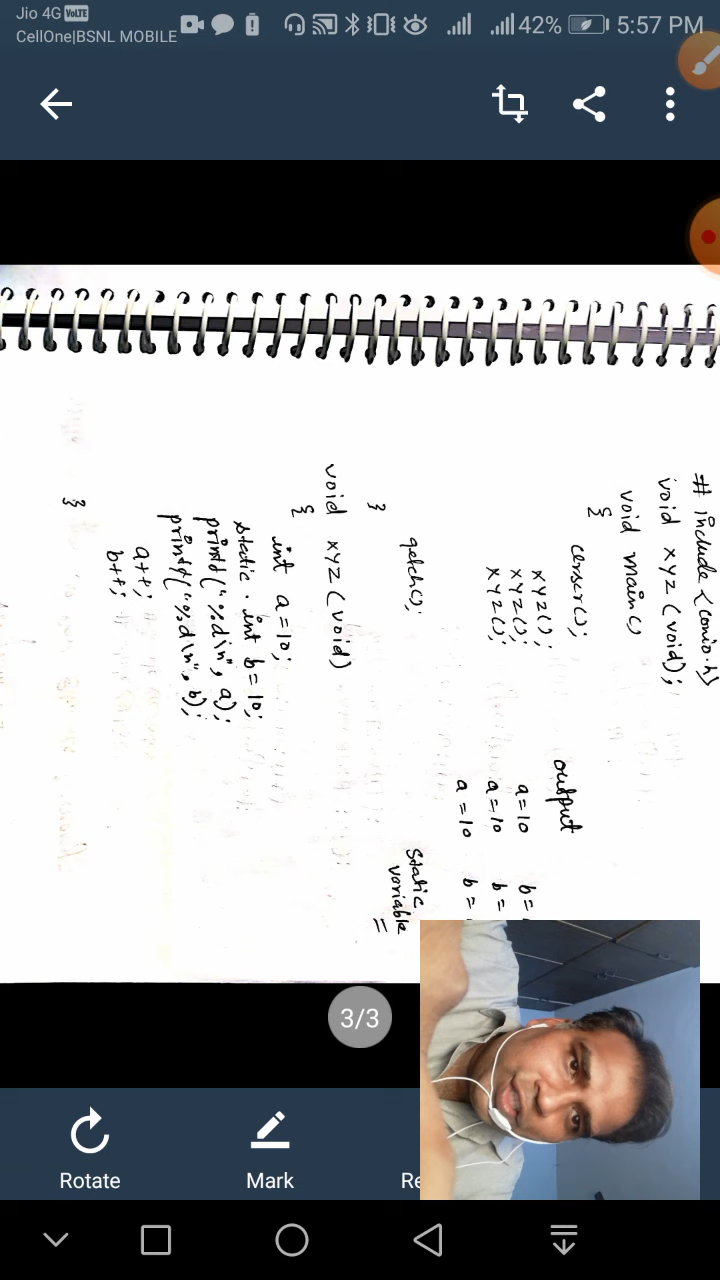 Jio 4G VoLTE
CellOne|BSNL MOBILE
42% 5:57 PM
# include <conio.h>
void xyz (void);
void main()
{
clrscr();
xyz();
xyz();
xyz();
getch();
}
output
a=10 b=
a=10 b=
a=10 b=
static
variable
void xyz (void)
{
int a=10;
static int b=10;
printf("%d\n", a);
printf("%d\n", b);
a++;
b++;
}
3/3
Rotate
Mark
Re